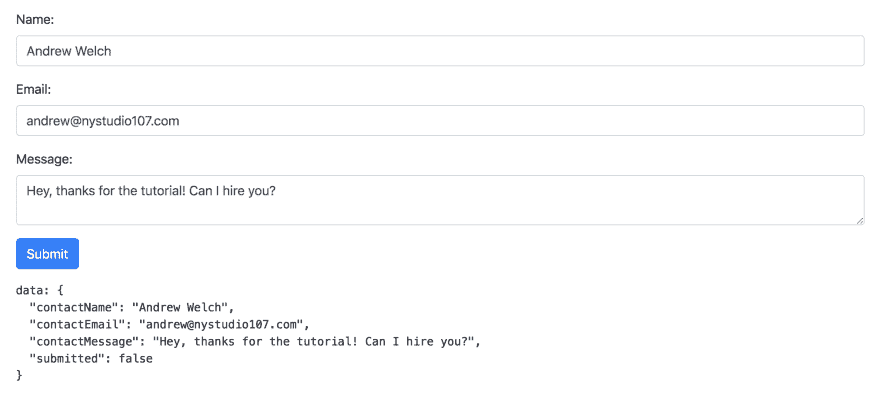 Name:
Andrew Welch
Email:
andrew@nystudio107.com
Message:
Hey, thanks for the tutorial! Can I hire you?
Submit
data: {
  "contactName": "Andrew Welch",
  "contactEmail": "andrew@nystudio107.com",
  "contactMessage": "Hey, thanks for the tutorial! Can I hire you?",
  "submitted": false
}